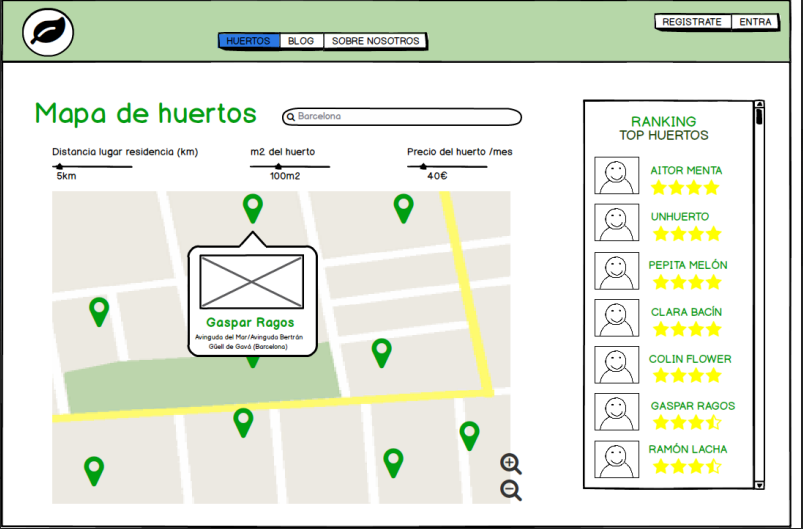 REGISTRATE ENTRA
HUERTOS BLOG SOBRE NOSOTROS
Mapa de huertos
Barcelona
Distancia lugar residencia (km)
5km
m2 del huerto
100m2
Precio del huerto /mes
40€
Gaspar Ragos
Avinguda del Mar/Avinguda Bertrán
Güell de Gavá (Barcelona)
RANKING
TOP HUERTOS
AITOR MENTA
UNHUERTO
PEPITA MELÓN
CLARA BACÍN
COLIN FLOWER
GASPAR RAGOS
RAMÓN LACHA